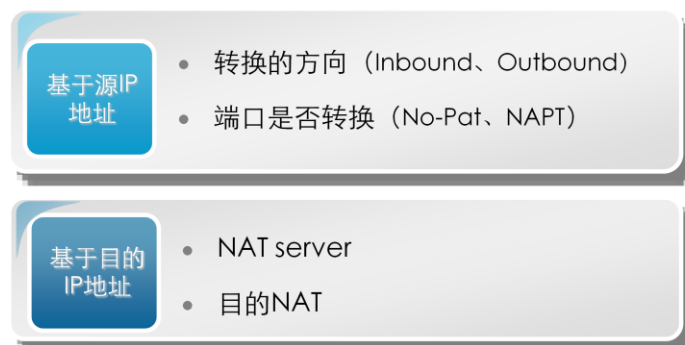 基于源IP
地址
转换的方向（Inbound、Outbound）
端口是否转换（No-Pat、NAPT）
基于目的
IP地址
NAT server
目的NAT